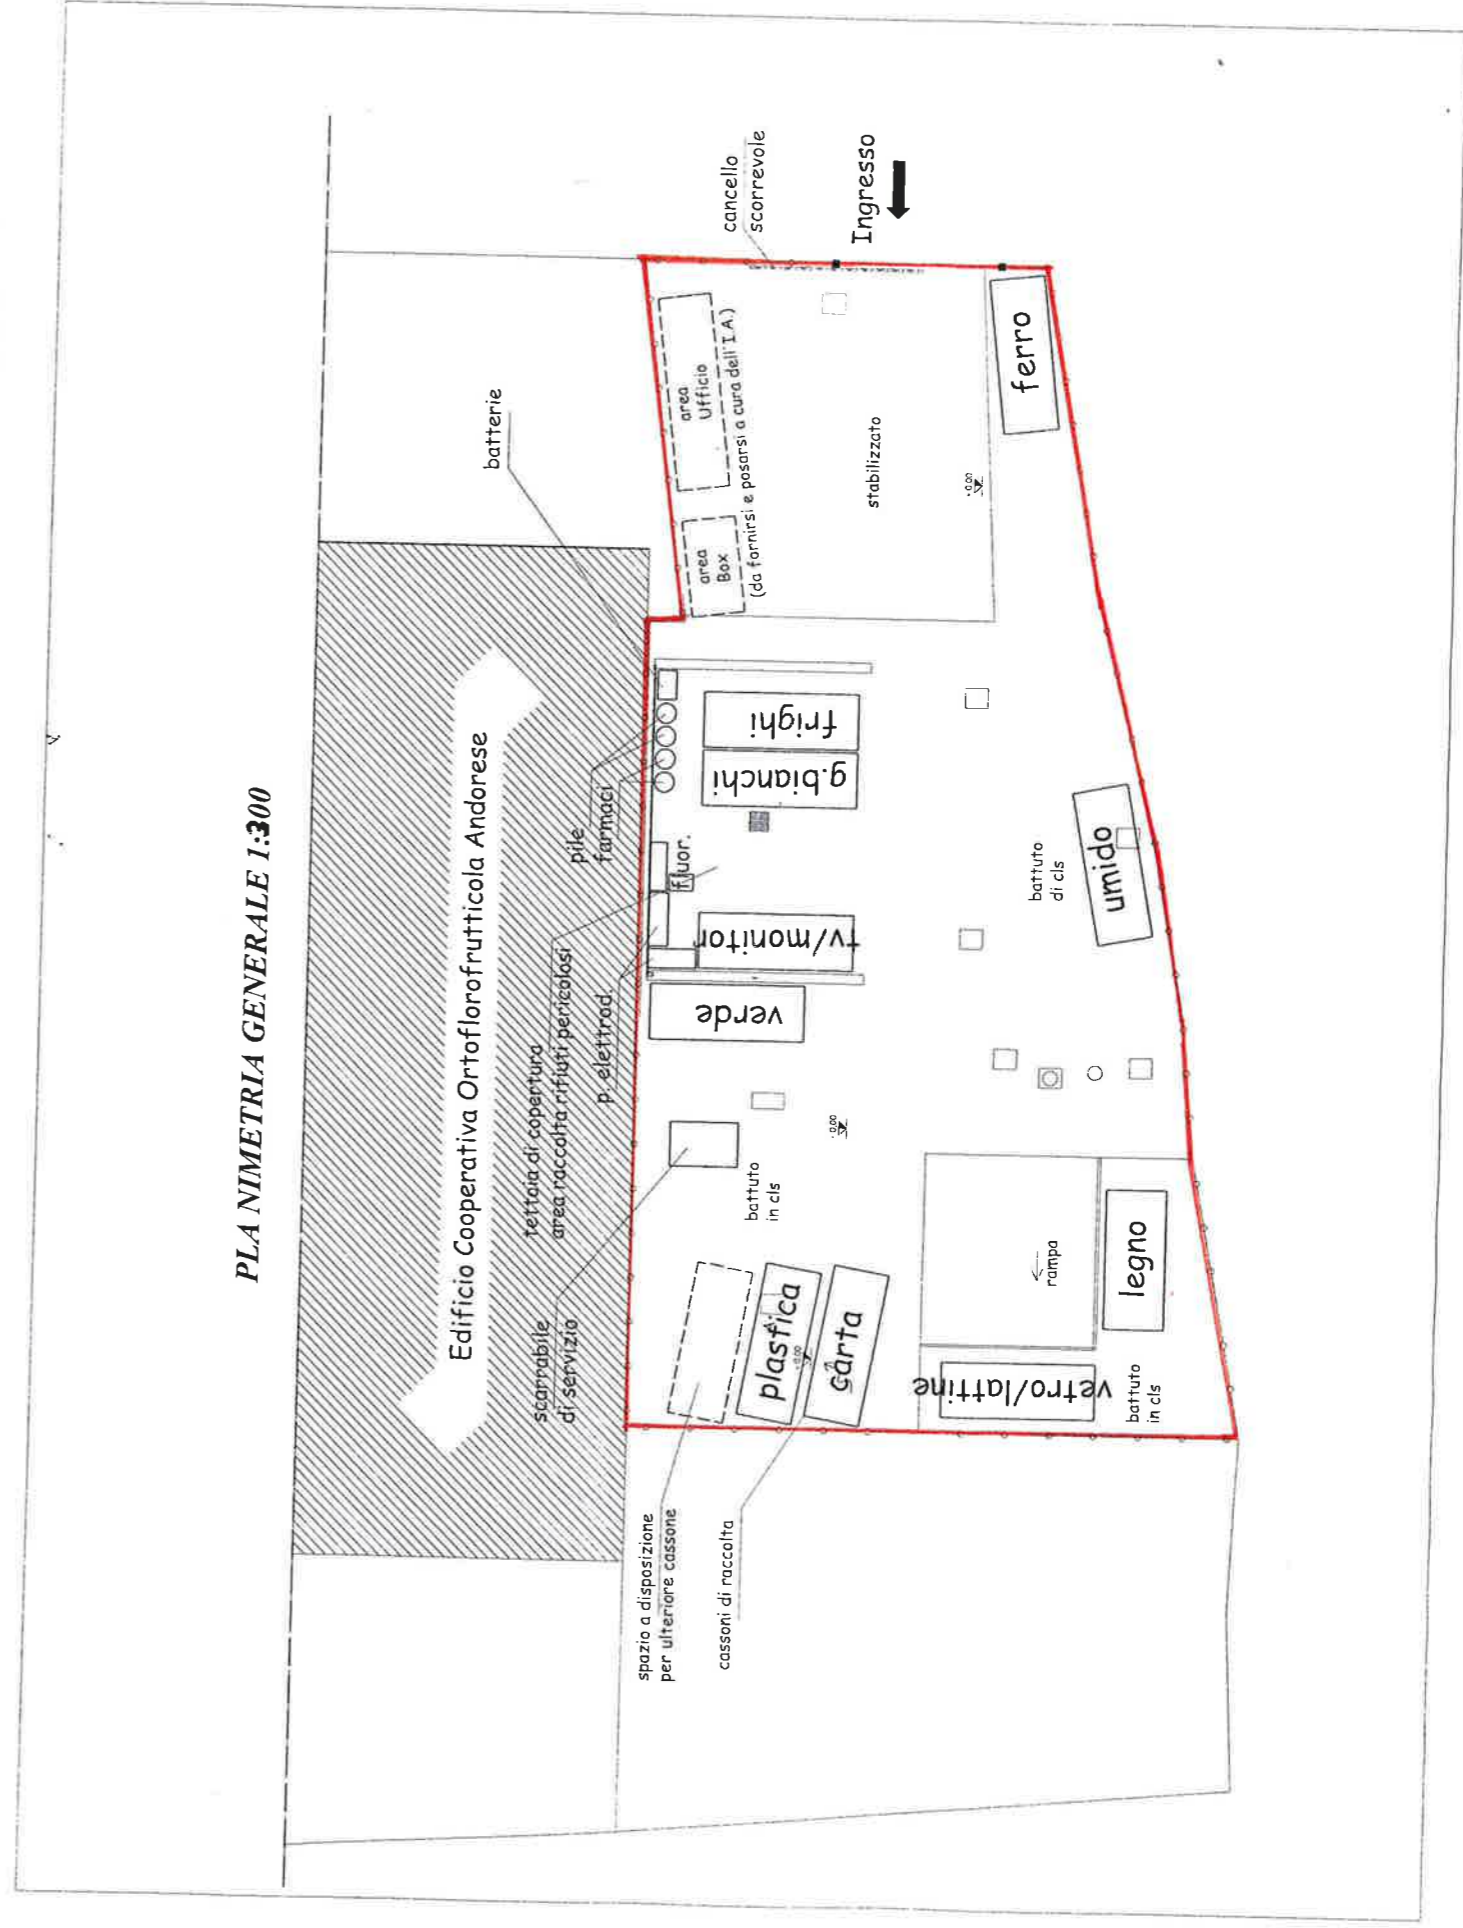 PLANIMETRIA GENERALE 1:300
Edificio Cooperativa Ortoflorofrutticola Andorese
batterie
pile
farmaci
tettoia di copertura
area raccolta rifiuti pericolosi
p. elettrod.
scarrabile
di servizio
spazio a disposizione
per ulteriore cassone
cassoni di raccolta
cancello
scorrevole
Ingresso
area
Ufficio
area
Box
(da fornirsi e posarsi a cura dell'I.A.)
stabilizzato
ferro
frighi
g.bianchi
fluor.
tv/monitor
verde
battuto
di cls
umido
battuto
in cls
plastica
carta
rampa
legno
vetro/lattine
battuto
in cls